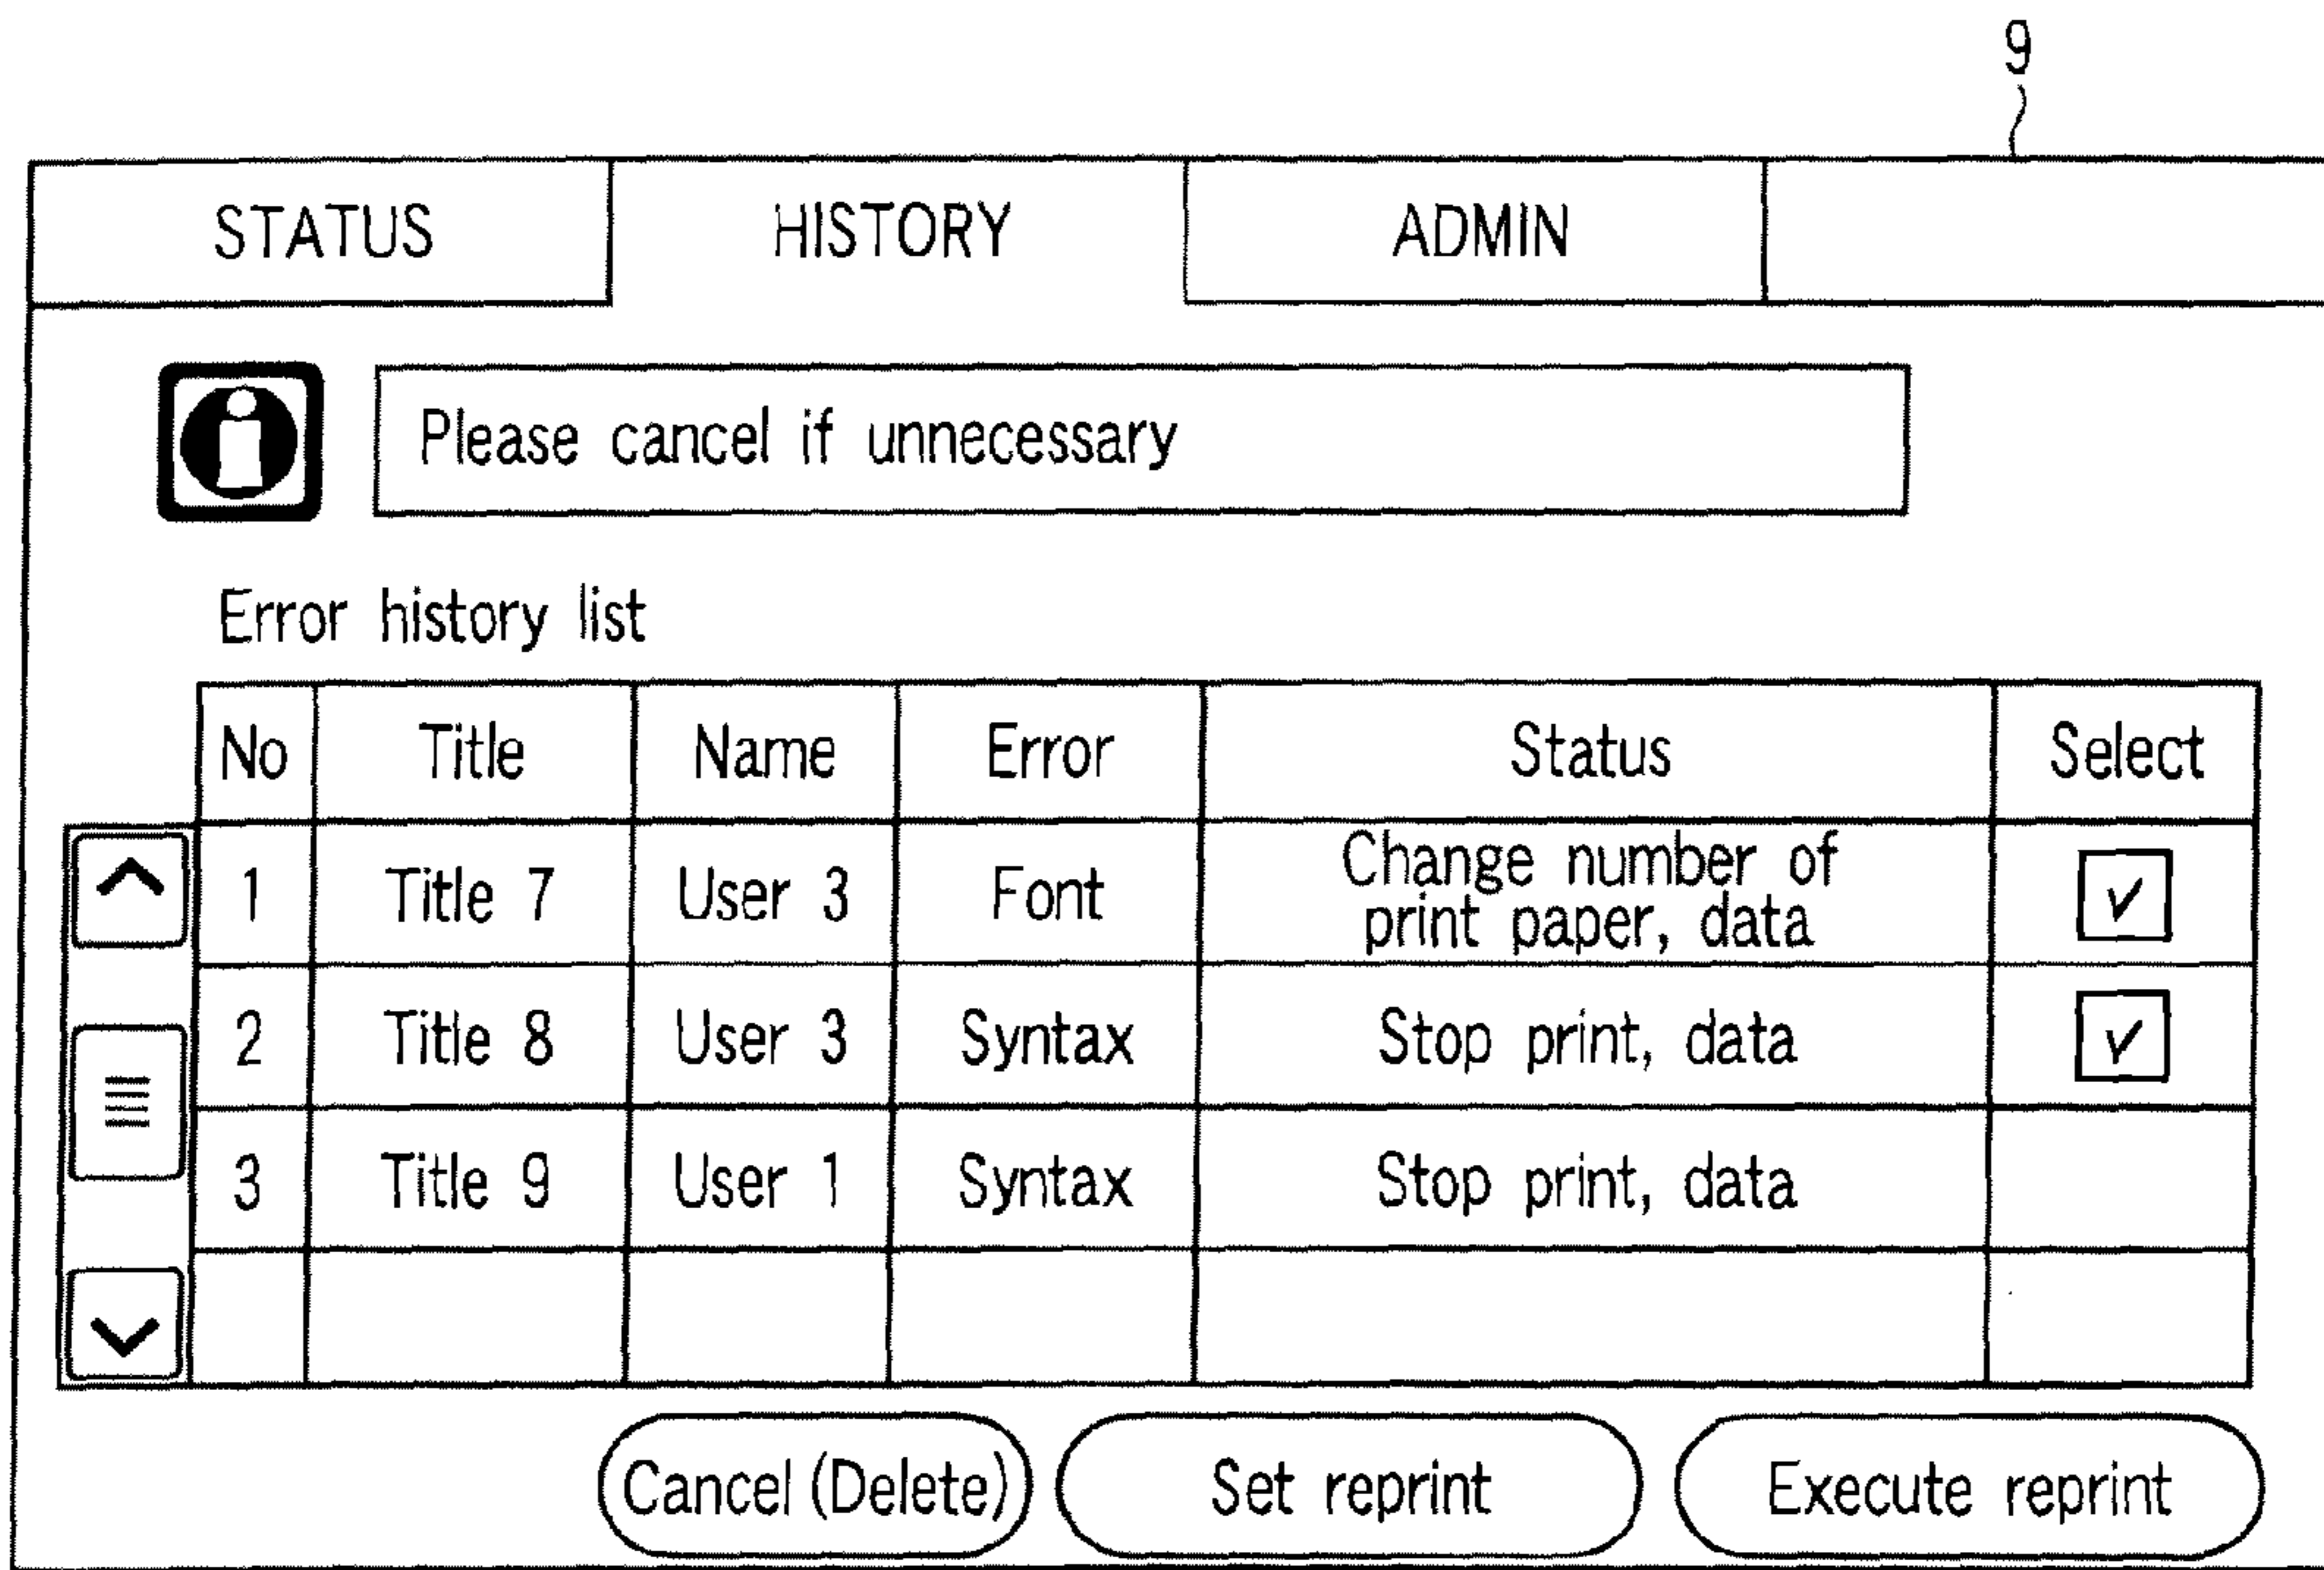 9
STATUS HISTORY ADMIN
Please cancel if unnecessary
Error history list
No Title Name Error Status Select
1 Title 7 User 3 Font Change number of
print paper, data ✓
2 Title 8 User 3 Syntax Stop print, data ✓
3 Title 9 User 1 Syntax Stop print, data
Cancel (Delete) Set reprint Execute reprint